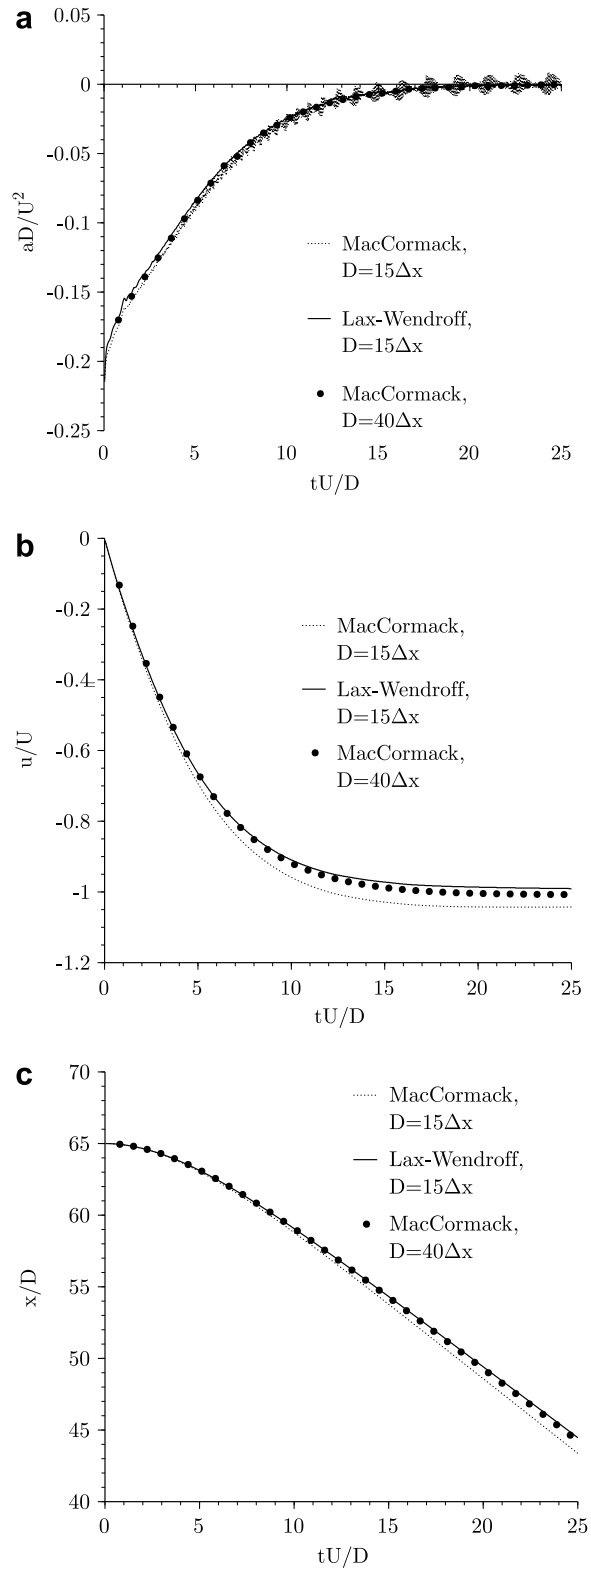 a
0.05
0
-0.05
-0.1
-0.15
-0.2
-0.25
aD/U²
MacCormack,
D=15Δx
Lax-Wendroff,
D=15Δx
MacCormack,
D=40Δx
0 5 10 15 20 25
tU/D
b
0
-0.2
-0.4
-0.6
-0.8
-1
-1.2
u/U
MacCormack,
D=15Δx
Lax-Wendroff,
D=15Δx
MacCormack,
D=40Δx
0 5 10 15 20 25
tU/D
c
70
65
60
55
50
45
40
x/D
MacCormack,
D=15Δx
Lax-Wendroff,
D=15Δx
MacCormack,
D=40Δx
0 5 10 15 20 25
tU/D